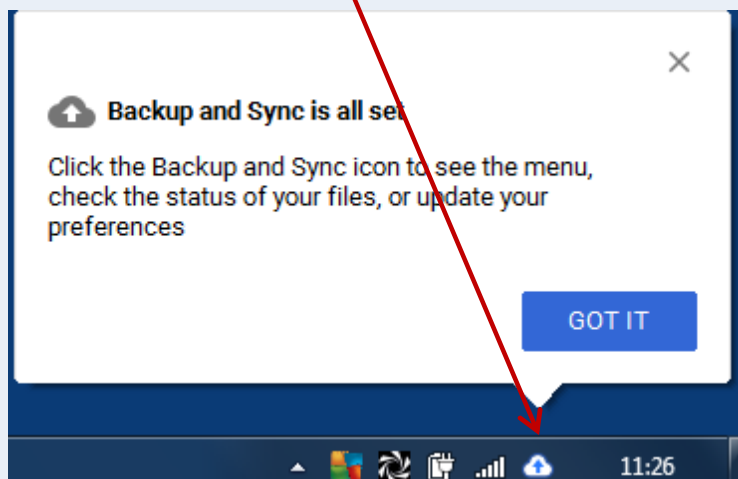 Backup and Sync is all set
Click the Backup and Sync icon to see the menu,
check the status of your files, or update your
preferences
GOT IT
11:26